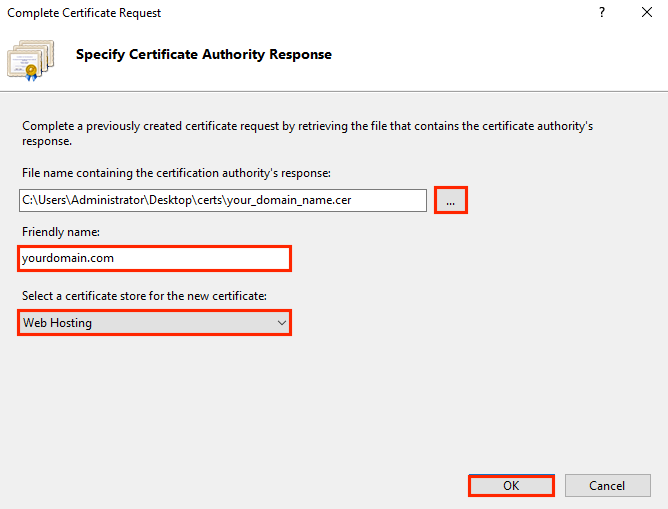 Complete Certificate Request
?
Specify Certificate Authority Response
Complete a previously created certificate request by retrieving the file that contains the certificate authority's
response.
File name containing the certification authority's response:
C:\Users\Administrator\Desktop\certs\your_domain_name.cer
...
Friendly name:
yourdomain.com
Select a certificate store for the new certificate:
Web Hosting
OK
Cancel